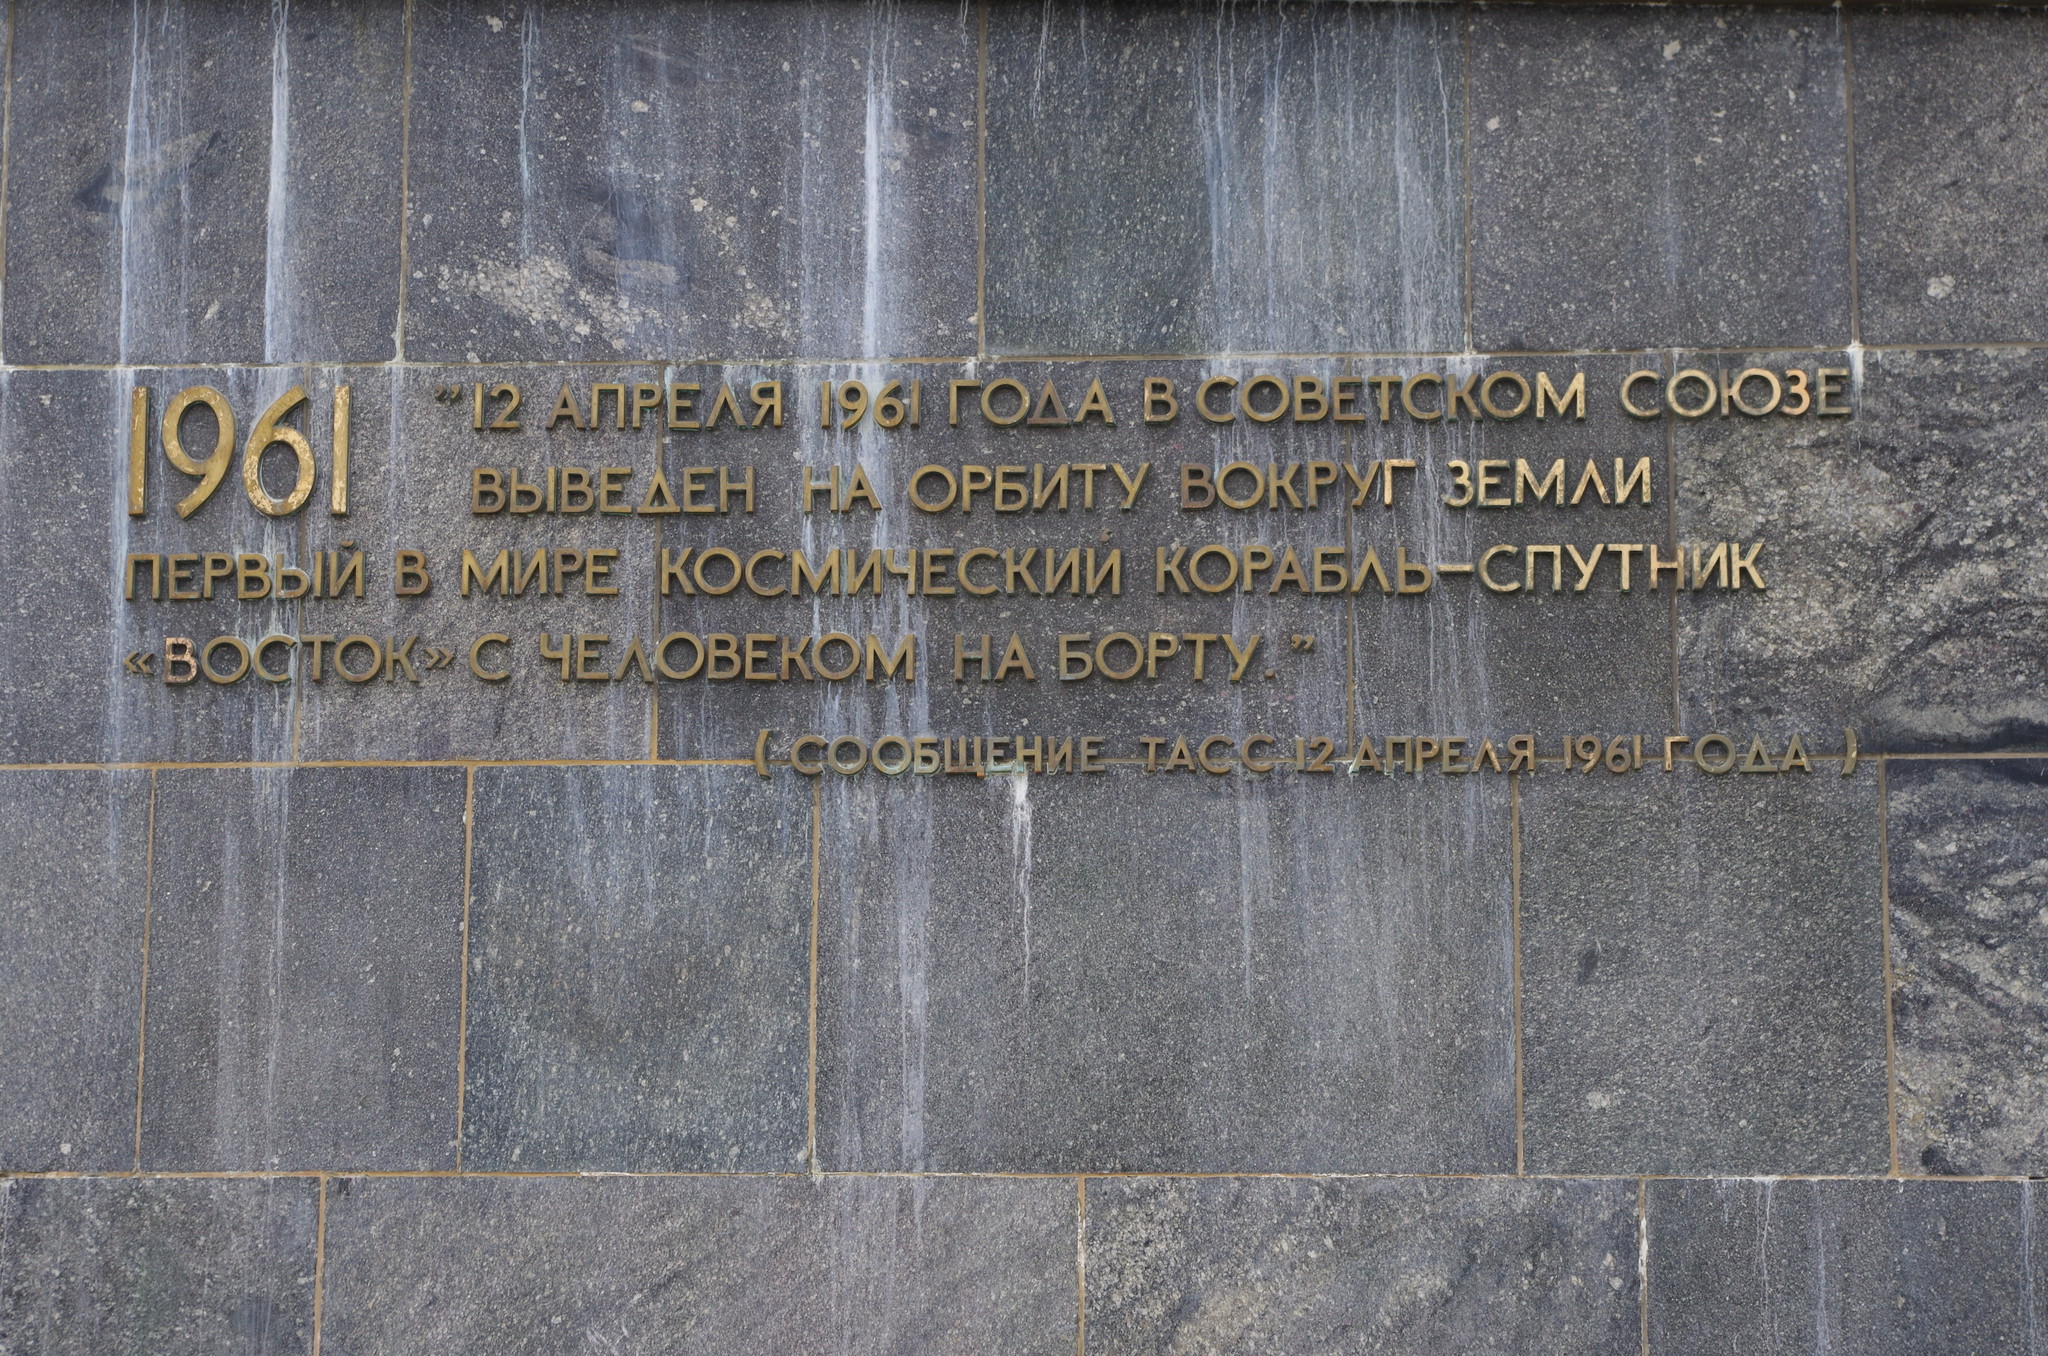 1961 "12 АПРЕЛЯ 1961 ГОДА В СОВЕТСКОМ СОЮЗЕ
ВЫВЕДЕН НА ОРБИТУ ВОКРУГ ЗЕМЛИ
ПЕРВЫЙ В МИРЕ КОСМИЧЕСКИЙ КОРАБЛЬ-СПУТНИК
«ВОСТОК» С ЧЕЛОВЕКОМ НА БОРТУ."
(СООБЩЕНИЕ ТАСС 12 АПРЕЛЯ 1961 ГОДА)